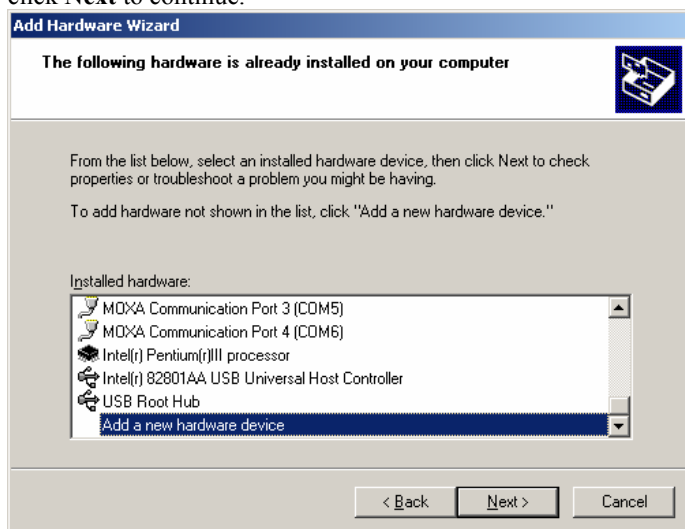 click Next to continue.
Add Hardware Wizard
The following hardware is already installed on your computer
From the list below, select an installed hardware device, then click Next to check
properties or troubleshoot a problem you might be having.
To add hardware not shown in the list, click "Add a new hardware device."
Installed hardware:
MOXA Communication Port 3 (COM5)
MOXA Communication Port 4 (COM6)
Intel(r) Pentium(r)III processor
Intel(r) 82801AA USB Universal Host Controller
USB Root Hub
Add a new hardware device
< Back Next > Cancel